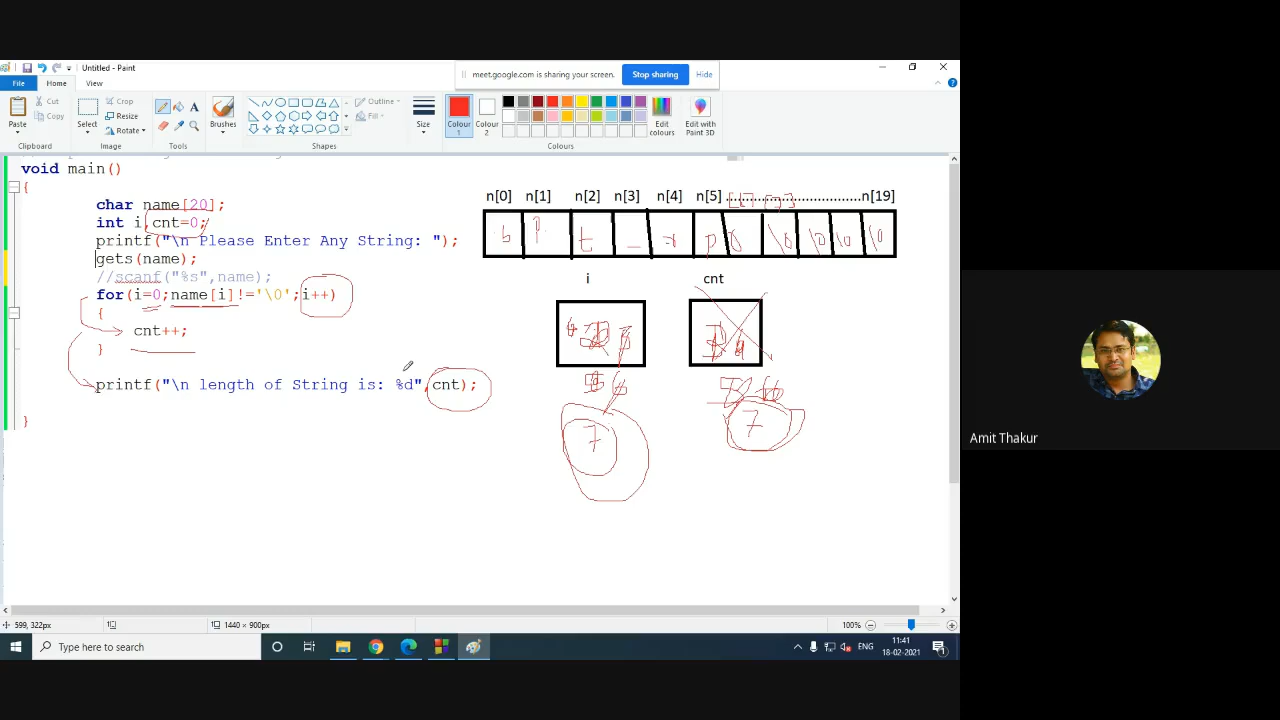 Untitled - Paint
meet.google.com is sharing your screen.
Stop sharing
Hide
File
Home
View
Paste
Cut
Copy
Clipboard
Select
Crop
Resize
Rotate
Image
Tools
Brushes
Shapes
Outline
Fill
Size
Colour 1
Colour 2
Edit colours
Edit with Paint 3D
Colours
void main()
{
char name[20];
int i,cnt=0;
printf("\n Please Enter Any String: ");
gets(name);
//scanf("%s",name);
for(i=0;name[i]!='\0';i++)
{
cnt++;
}
printf("\n length of String is: %d",cnt);
}
n[0] n[1] n[2] n[3] n[4] n[5] ..................................n[19]
i cnt
7 7
599, 322px
1440 × 900px
100%
Type here to search
ENG
11:41
18-02-2021
1
Amit Thakur